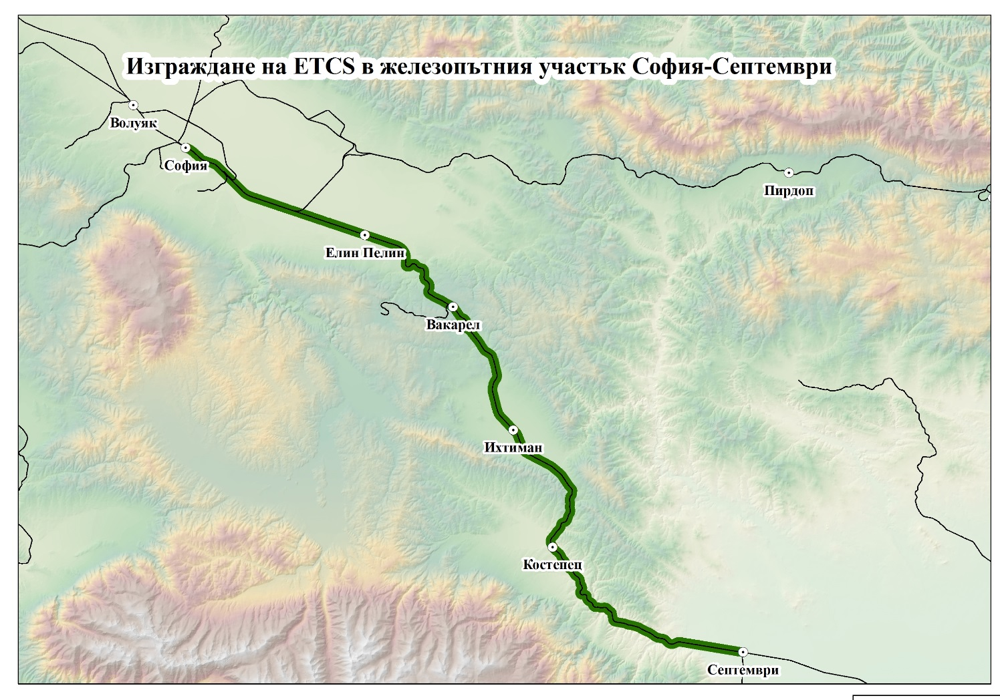 Изграждане на ETCS в железопътния участък София-Септември
Волуяк
София
Пирдоп
Елин Пелин
Вакарел
Ихтиман
Костенец
Септември